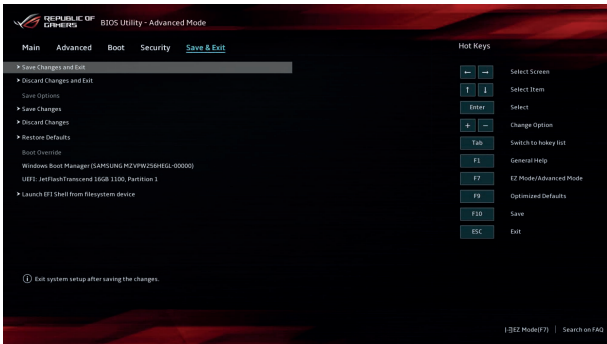 REPUBLIC OF
GAMERS
BIOS Utility - Advanced Mode
Main Advanced Boot Security Save & Exit
Hot Keys
> Save Changes and Exit
> Discard Changes and Exit
Save Options
> Save Changes
> Discard Changes
> Restore Defaults
Boot Override
Windows Boot Manager (SAMSUNG MZVPW256HEGL-00000)
UEFI: JetFlashTranscend 16GB 1100, Partition 1
> Launch EFI Shell from filesystem device
← → Select Screen
↑ ↓ Select Item
Enter Select
+ − Change Option
Tab Switch to hokey list
F1 General Help
F7 EZ Mode/Advanced Mode
F9 Optimized Defaults
F10 Save
ESC Exit
i Exit system setup after saving the changes.
EZ Mode(F7) | Search on FAQ